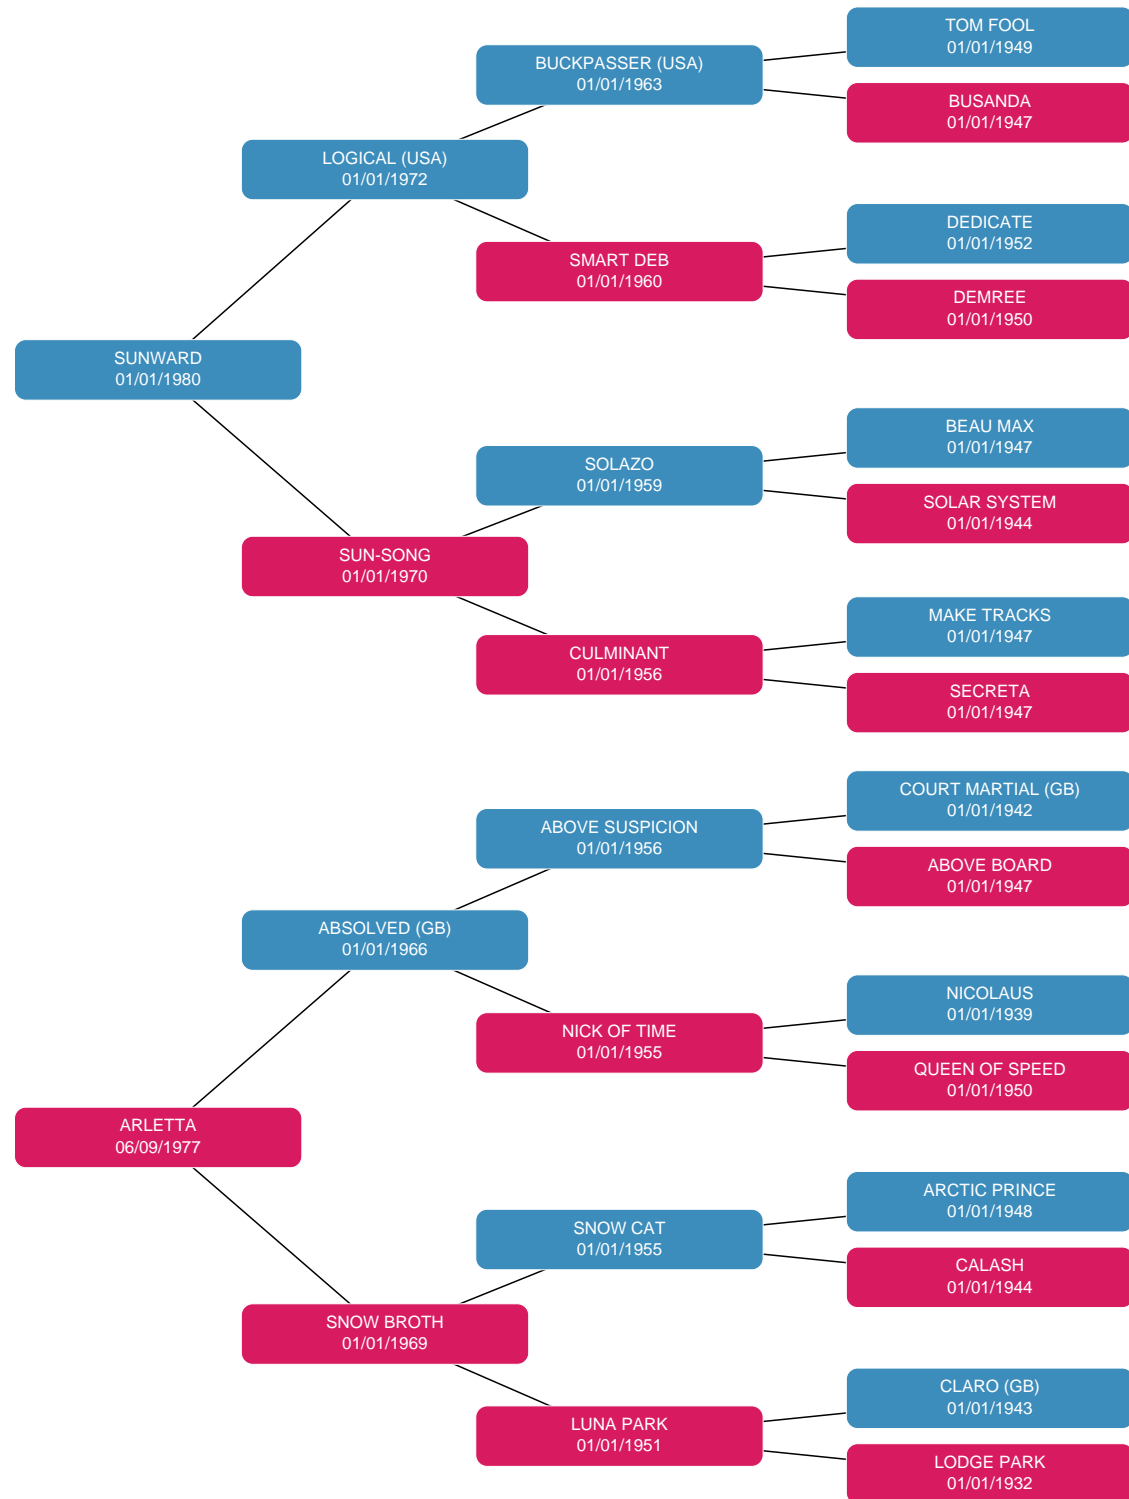 TOM FOOL
01/01/1949
BUCKPASSER (USA)
01/01/1963
BUSANDA
01/01/1947
LOGICAL (USA)
01/01/1972
DEDICATE
01/01/1952
SMART DEB
01/01/1960
DEMREE
01/01/1950
SUNWARD
01/01/1980
BEAU MAX
01/01/1947
SOLAZO
01/01/1959
SOLAR SYSTEM
01/01/1944
SUN-SONG
01/01/1970
MAKE TRACKS
01/01/1947
CULMINANT
01/01/1956
SECRETA
01/01/1947
COURT MARTIAL (GB)
01/01/1942
ABOVE SUSPICION
01/01/1956
ABOVE BOARD
01/01/1947
ABSOLVED (GB)
01/01/1966
NICOLAUS
01/01/1939
NICK OF TIME
01/01/1955
QUEEN OF SPEED
01/01/1950
ARLETTA
06/09/1977
ARCTIC PRINCE
01/01/1948
SNOW CAT
01/01/1955
CALASH
01/01/1944
SNOW BROTH
01/01/1969
CLARO (GB)
01/01/1943
LUNA PARK
01/01/1951
LODGE PARK
01/01/1932